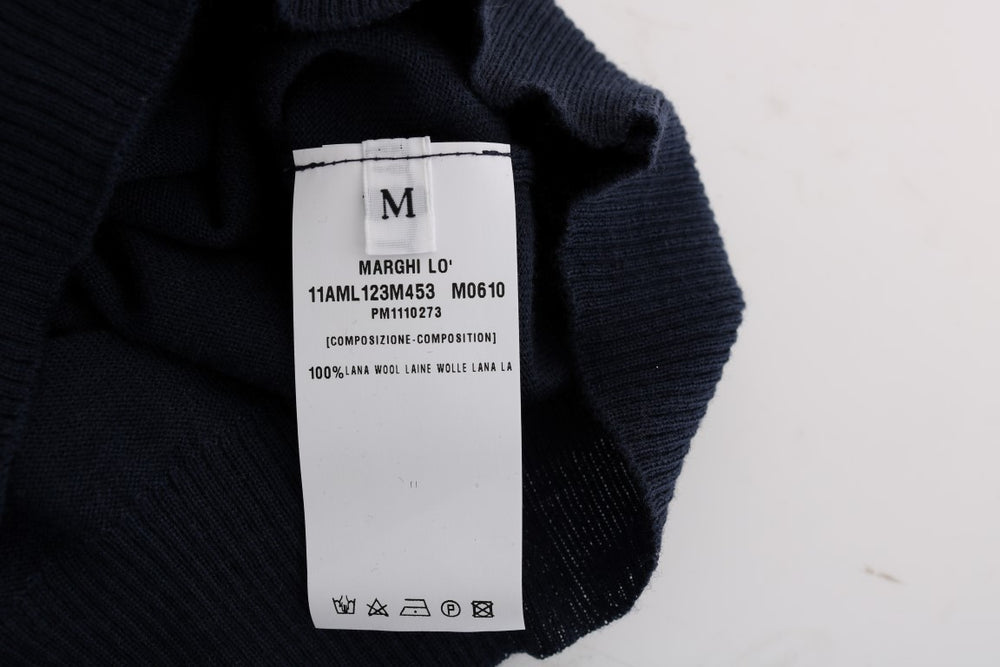 M
MARGHI LO'
11AML123M453 M0610
PM1110273
[COMPOSIZIONE-COMPOSITION]
100% LANA WOOL LAINE WOLLE LANA LA
P